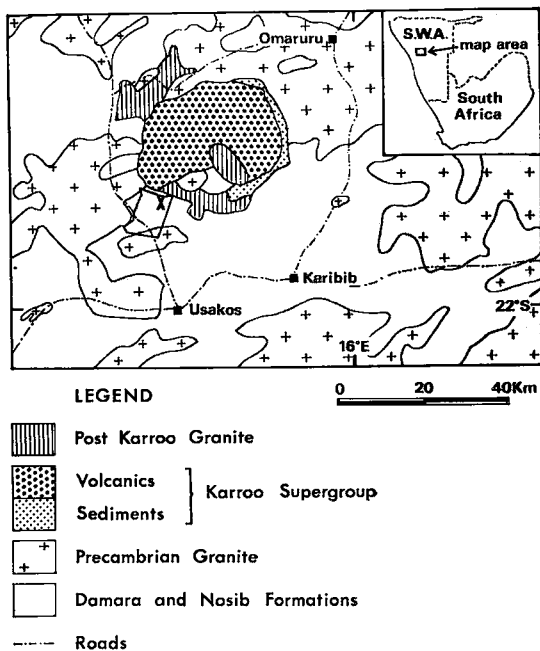 Omaruru
S.W.A.
map area
South
Africa
X
Karibib
Usakos
22°S
16°E
0 20 40Km
LEGEND
Post Karroo Granite
Volcanics
Karroo Supergroup
Sediments
Precambrian Granite
Damara and Nosib Formations
Roads